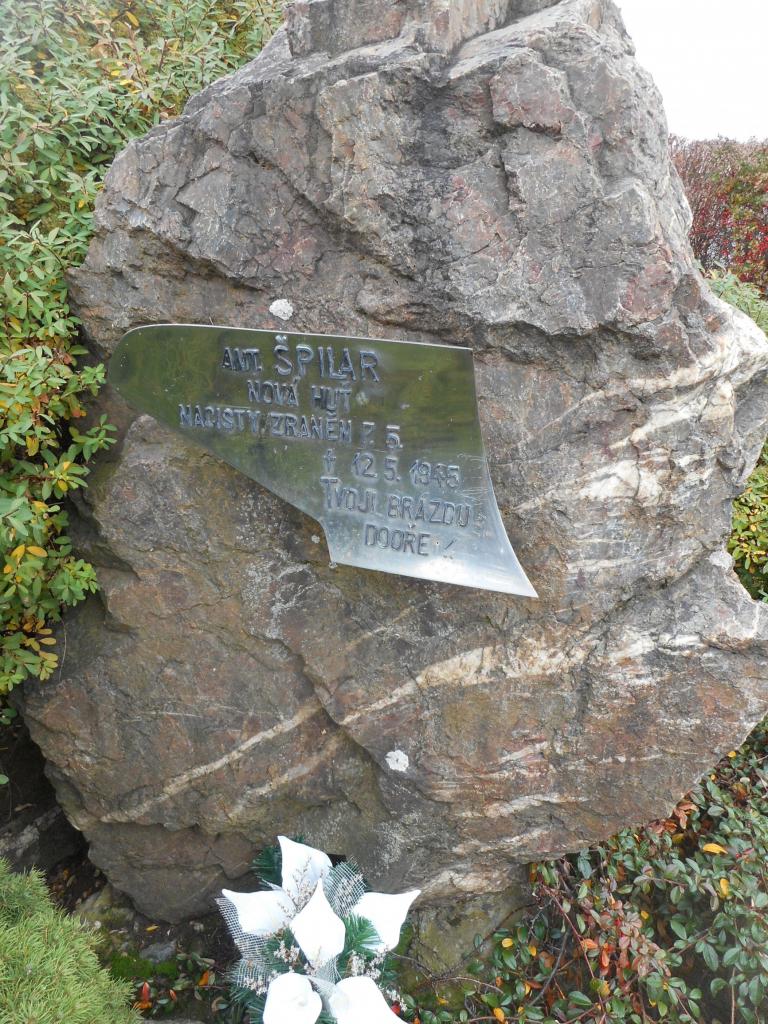 ANT. ŠPILAR
NOVÁ HUŤ
NACISTY ZRANĚN 7. 5.
† 12. 5. 1945
TVOJI BRÁZDU
DOOŘE